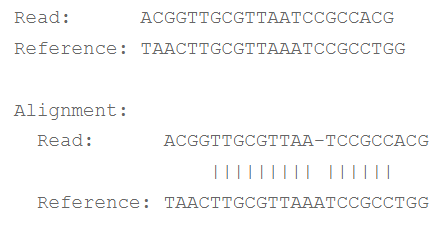 Read:      ACGGTTGCGTTAATCCGCCACG
Reference: TAACTTGCGTTAAATCCGCCTGG
Alignment:
  Read:      ACGGTTGCGTTAA-TCCGCCACG
                 ||||||||| ||||||
  Reference: TAACTTGCGTTAAATCCGCCTGG